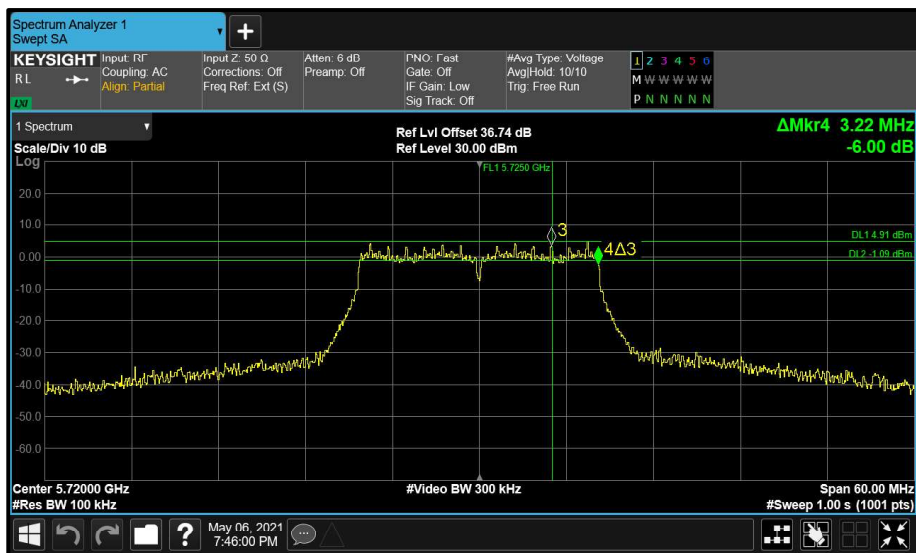 Spectrum Analyzer 1
Swept SA
+
KEYSIGHT
RL
LXI
Input: RF
Coupling: AC
Align: Partial
Input Z: 50 Ω
Corrections: Off
Freq Ref: Ext (S)
Atten: 6 dB
Preamp: Off
PNO: Fast
Gate: Off
IF Gain: Low
Sig Track: Off
#Avg Type: Voltage
Avg|Hold: 10/10
Trig: Free Run
1 2 3 4 5 6
M W W W W W
P N N N N N
1 Spectrum
Scale/Div 10 dB
Ref Lvl Offset 36.74 dB
Ref Level 30.00 dBm
ΔMkr4 3.22 MHz
-6.00 dB
Log
FL1 5.7250 GHz
20.0
10.0
3
DL1 4.91 dBm
4Δ3
0.00
DL2 -1.09 dBm
-10.0
-20.0
-30.0
-40.0
-50.0
-60.0
Center 5.72000 GHz
#Video BW 300 kHz
Span 60.00 MHz
#Res BW 100 kHz
#Sweep 1.00 s (1001 pts)
?
May 06, 2021
7:46:00 PM